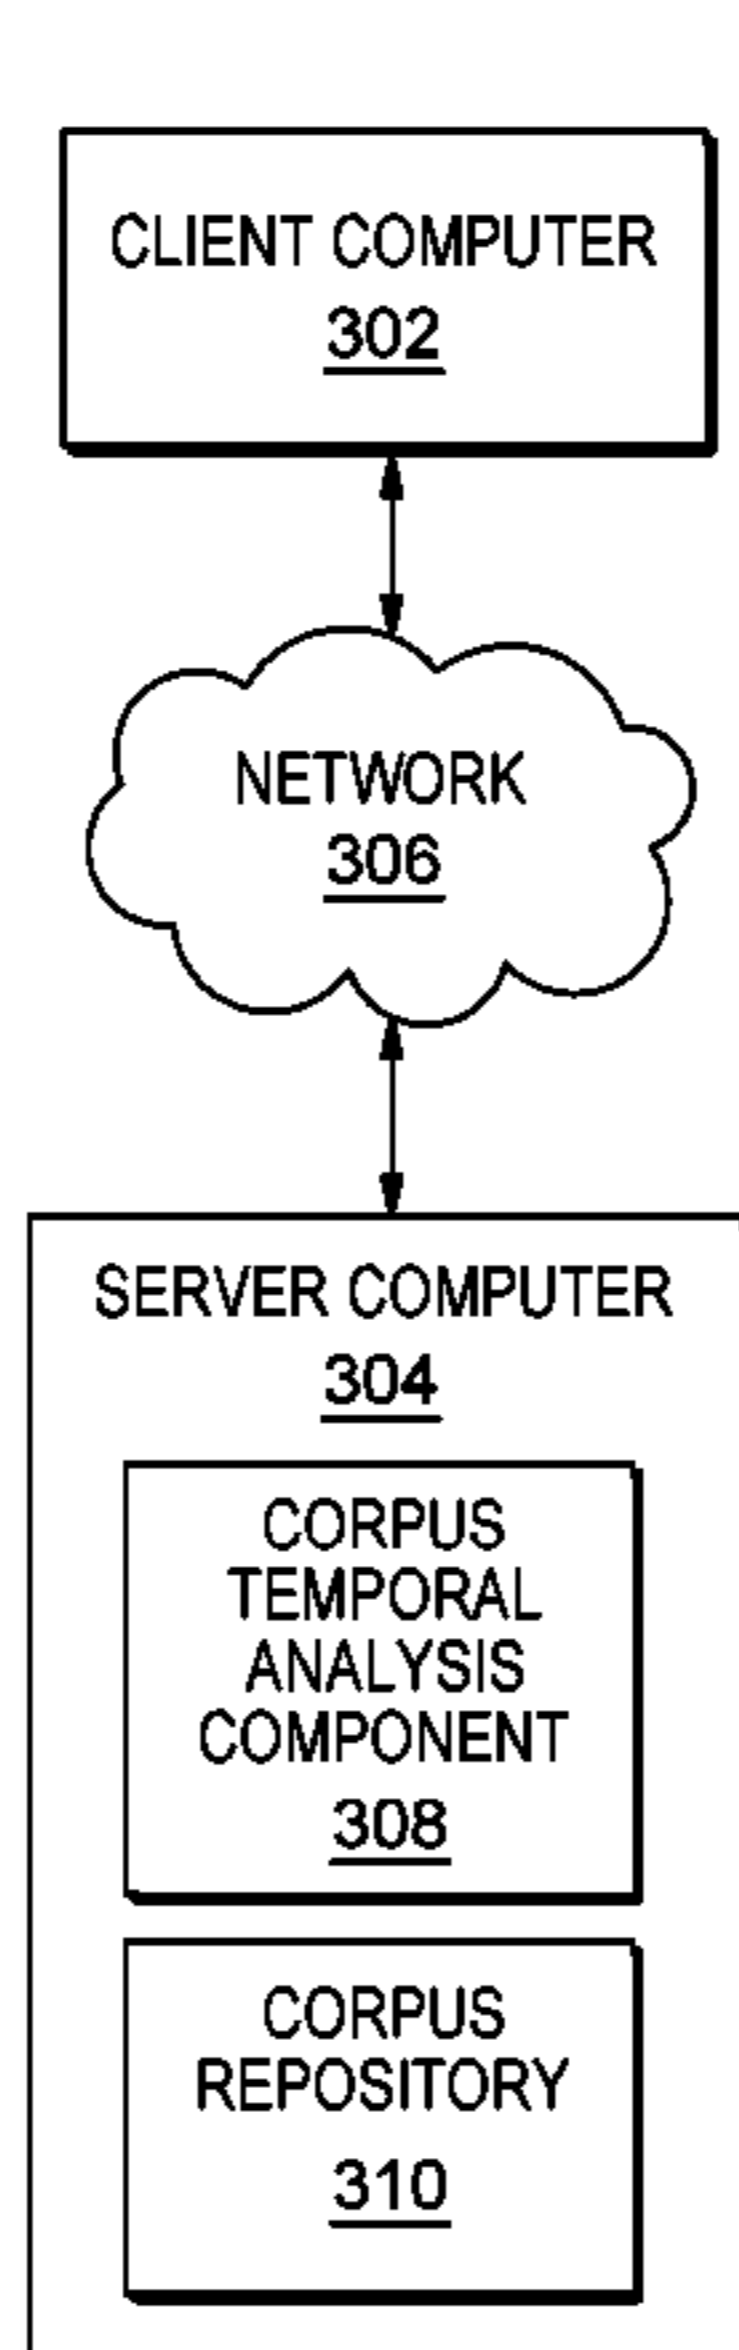 CLIENT COMPUTER
302
NETWORK
306
SERVER COMPUTER
304
CORPUS
TEMPORAL
ANALYSIS
COMPONENT
308
CORPUS
REPOSITORY
310